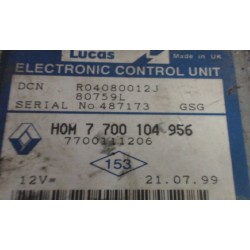 Lucas
Made in UK
ELECTRONIC CONTROL UNIT
DCN R04080012J
80759L
SERIAL No 487173 GSG
HOM 7 700 104 956
7700111206
153
12V= 21.07.99